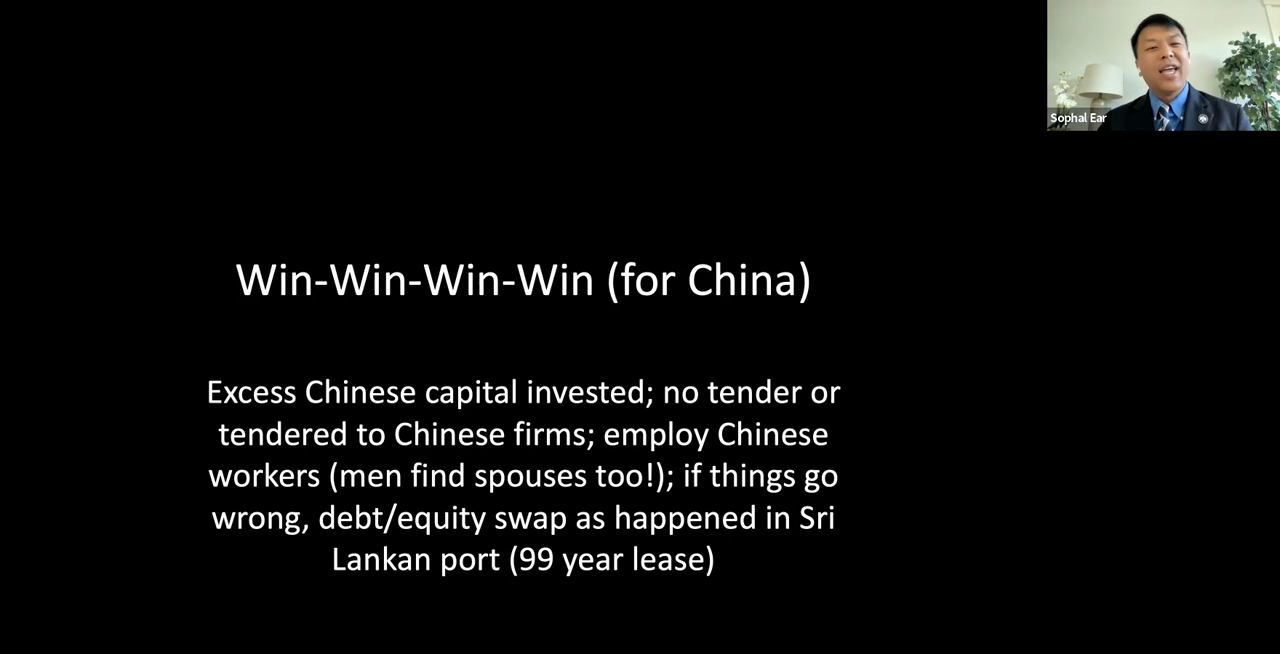 Sophal Ear
Win-Win-Win-Win (for China)
Excess Chinese capital invested; no tender or
tendered to Chinese firms; employ Chinese
workers (men find spouses too!); if things go
wrong, debt/equity swap as happened in Sri
Lankan port (99 year lease)